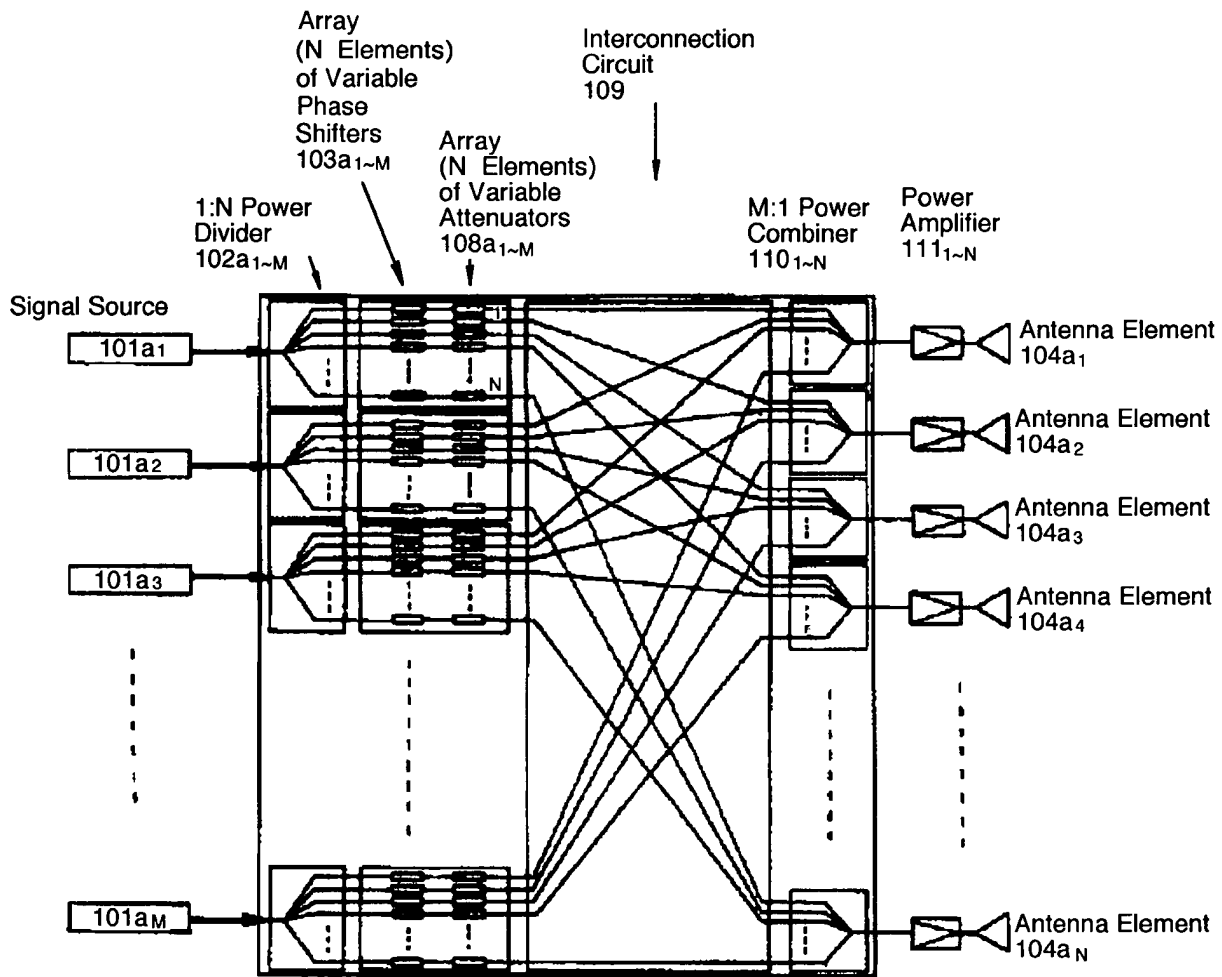 Array
(N Elements)
of Variable
Phase
Shifters
103a1~M
Array
(N Elements)
of Variable
Attenuators
108a1~M
Interconnection
Circuit
109
1:N Power
Divider
102a1~M
M:1 Power
Combiner
1101~N
Power
Amplifier
1111~N
Signal Source
101a1
101a2
101a3
101aM
1
N
Antenna Element
104a1
Antenna Element
104a2
Antenna Element
104a3
Antenna Element
104a4
Antenna Element
104aN